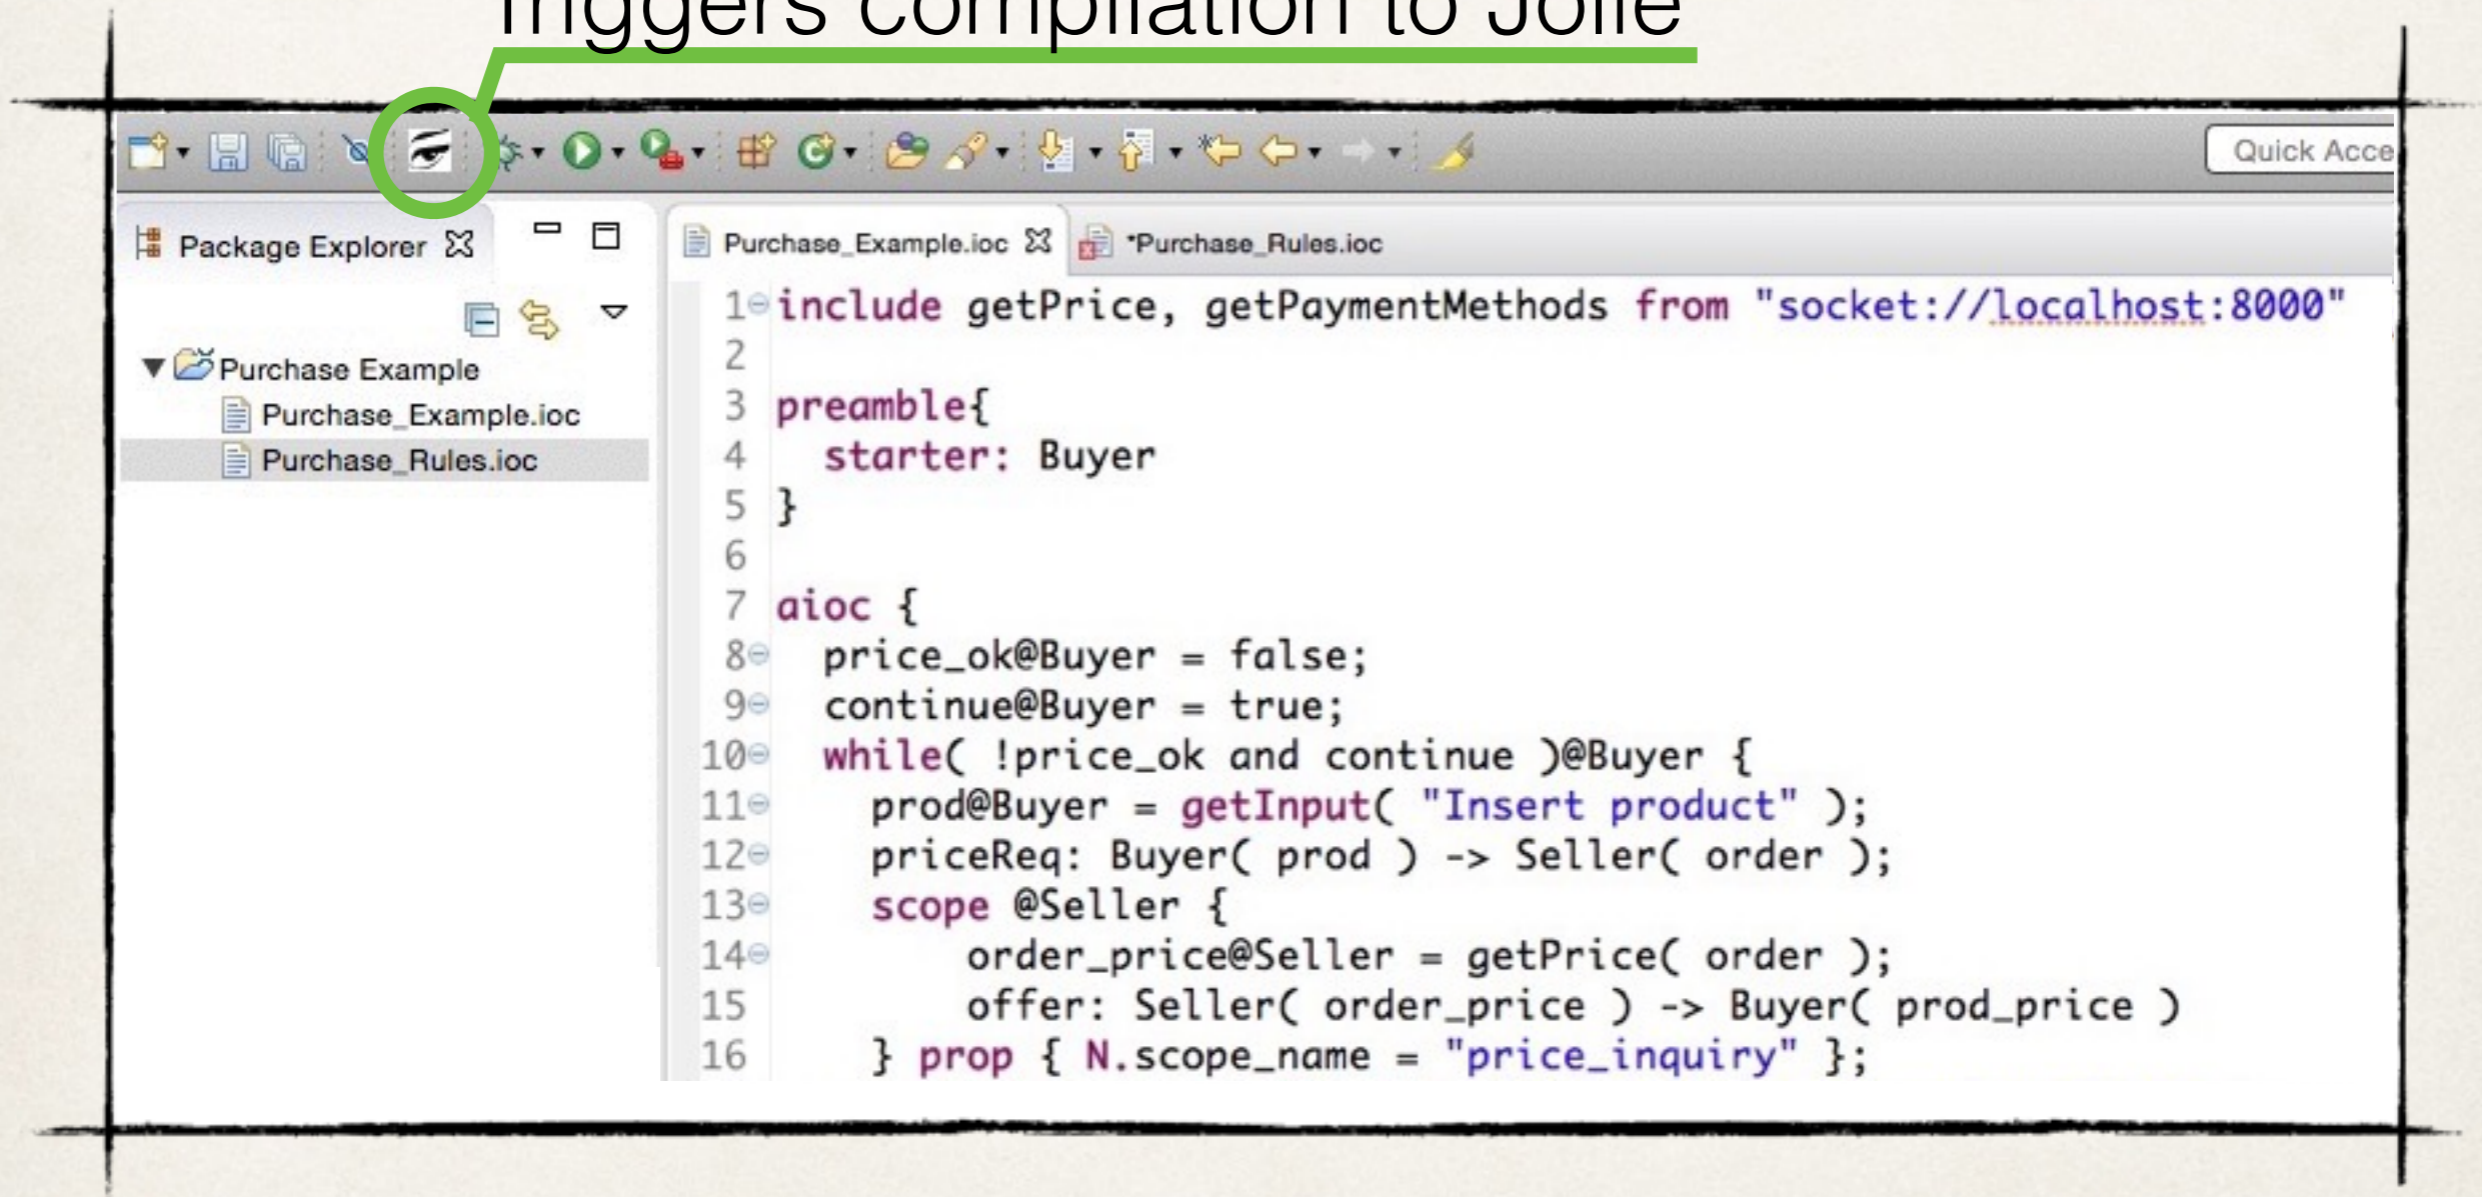 Triggers compilation to Jolie
Quick Acce
Package Explorer
Purchase Example
Purchase_Example.ioc
Purchase_Rules.ioc
Purchase_Example.ioc
*Purchase_Rules.ioc
1 include getPrice, getPaymentMethods from "socket://localhost:8000"
2
3 preamble{
4 starter: Buyer
5 }
6
7 aioc {
8 price_ok@Buyer = false;
9 continue@Buyer = true;
10 while( !price_ok and continue )@Buyer {
11 prod@Buyer = getInput( "Insert product" );
12 priceReq: Buyer( prod ) -> Seller( order );
13 scope @Seller {
14 order_price@Seller = getPrice( order );
15 offer: Seller( order_price ) -> Buyer( prod_price )
16 } prop { N.scope_name = "price_inquiry" };